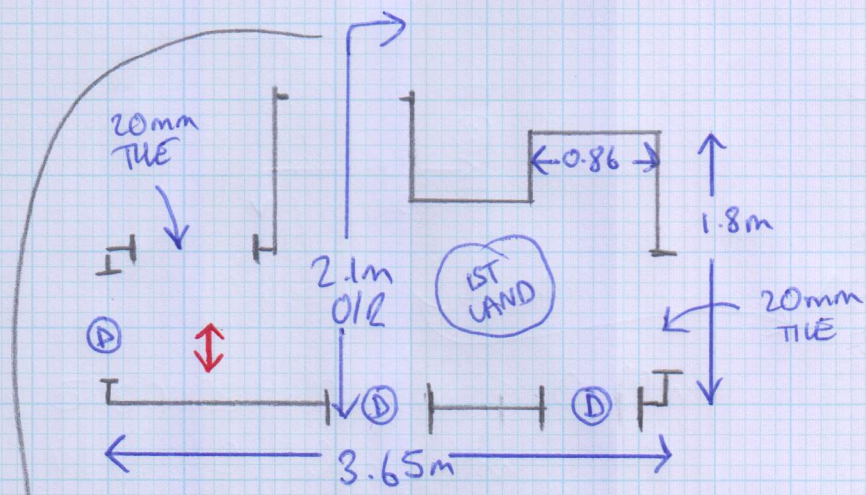 20mm
TILE
0.86
1.8m
2.1m
O/R
1ST
LAND
20mm
TILE
D
D
D
3.65m